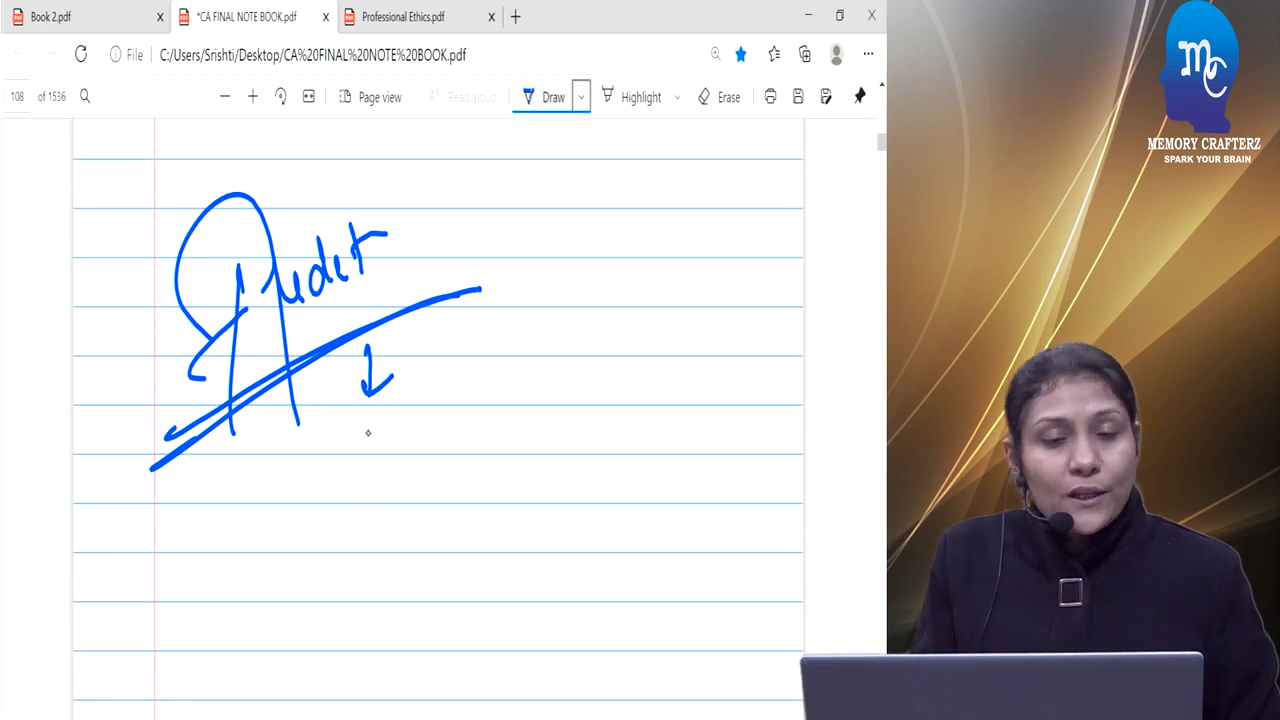 Book 2.pdf
*CA FINAL NOTE BOOK.pdf
Professional Ethics.pdf
File
C:/Users/Srishti/Desktop/CA%20FINAL%20NOTE%20BOOK.pdf
108 of 1536
Page view
Read aloud
Draw
Highlight
Erase
Audit
MC
MEMORY CRAFTERZ
SPARK YOUR BRAIN